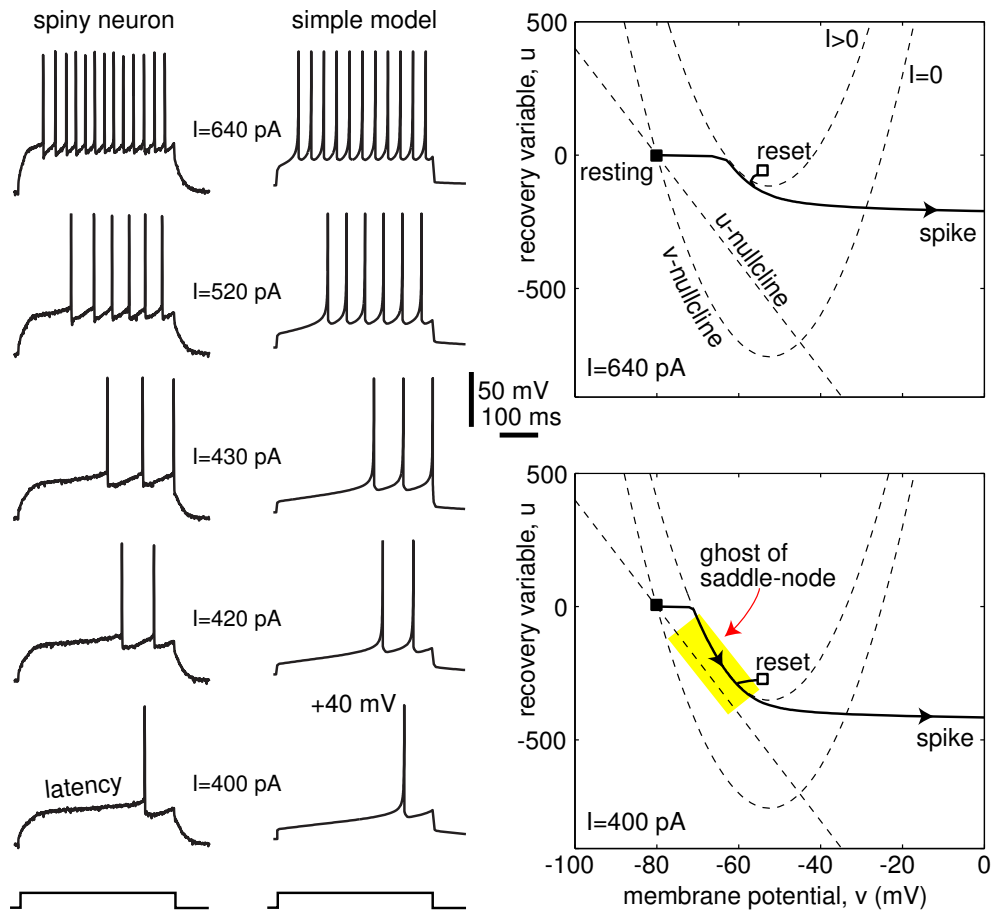 spiny neuron
simple model
I=640 pA
I=520 pA
50 mV
100 ms
I=430 pA
I=420 pA
+40 mV
latency
I=400 pA
500
0
-500
recovery variable, u
I>0
I=0
reset
resting
spike
u-nullcline
v-nullcline
I=640 pA
500
0
-500
recovery variable, u
ghost of
saddle-node
reset
spike
I=400 pA
-100
-80
-60
-40
-20
0
membrane potential, v (mV)